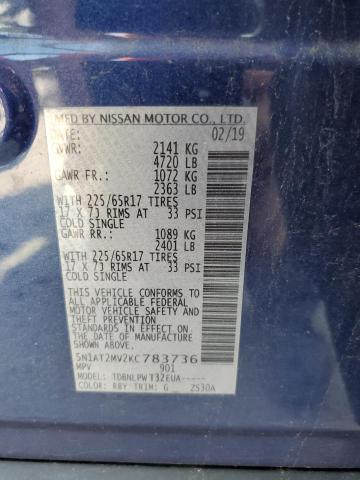 MFD BY NISSAN MOTOR CO., LTD.
DATE: 02/19
GVWR: 2141 KG
4720 LB
GAWR FR: 1072 KG
2363 LB
WITH 225/65R17 TIRES
17 X 7J RIMS AT 33 PSI
COLD SINGLE
GAWR RR: 1089 KG
2401 LB
WITH 225/65R17 TIRES
17 X 7J RIMS AT 33 PSI
COLD SINGLE
THIS VEHICLE CONFORMS TO
ALL APPLICABLE FEDERAL
MOTOR VEHICLE SAFETY,
AND THEFT PREVENTION
STANDARDS IN EFFECT ON
THE DATE OF MANUFACTURE
SHOWN ABOVE.
5N1AT2MV2KC783736
MPV 901
MODEL: TDBNLPW T32EUA-----
COLOR: RBY TRIM: G ZS30A